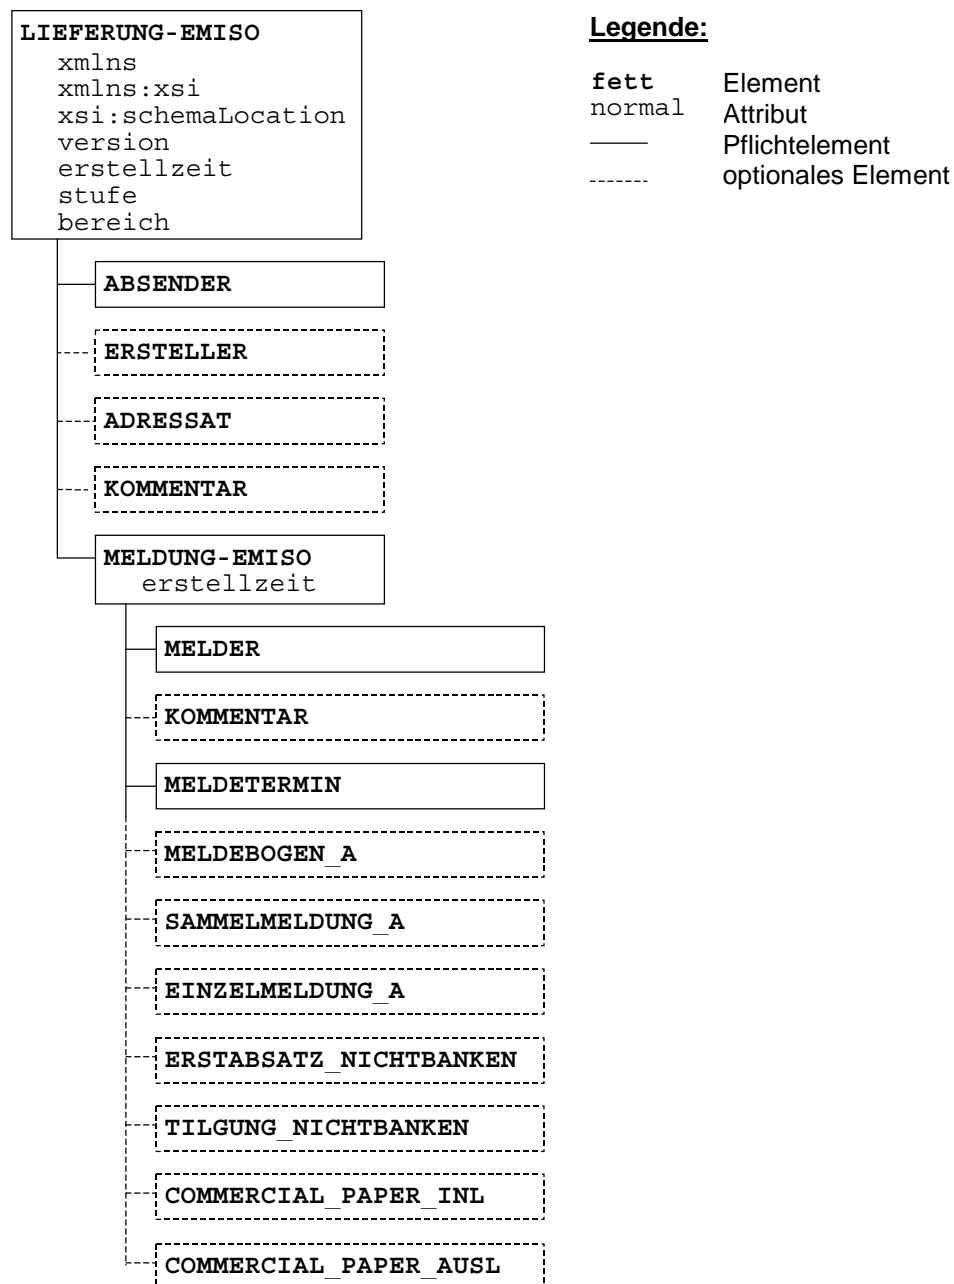 LIEFERUNG-EMISO
xmlns
xmlns:xsi
xsi:schemaLocation
version
erstellzeit
stufe
bereich
Legende:
fett Element
normal Attribut
Pflichtelement
optionales Element
ABSENDER
ERSTELLER
ADRESSAT
KOMMENTAR
MELDUNG-EMISO
erstellzeit
MELDER
KOMMENTAR
MELDETERMIN
MELDEBOGEN_A
SAMMELMELDUNG_A
EINZELMELDUNG_A
ERSTABSATZ_NICHTBANKEN
TILGUNG_NICHTBANKEN
COMMERCIAL_PAPER_INL
COMMERCIAL_PAPER_AUSL